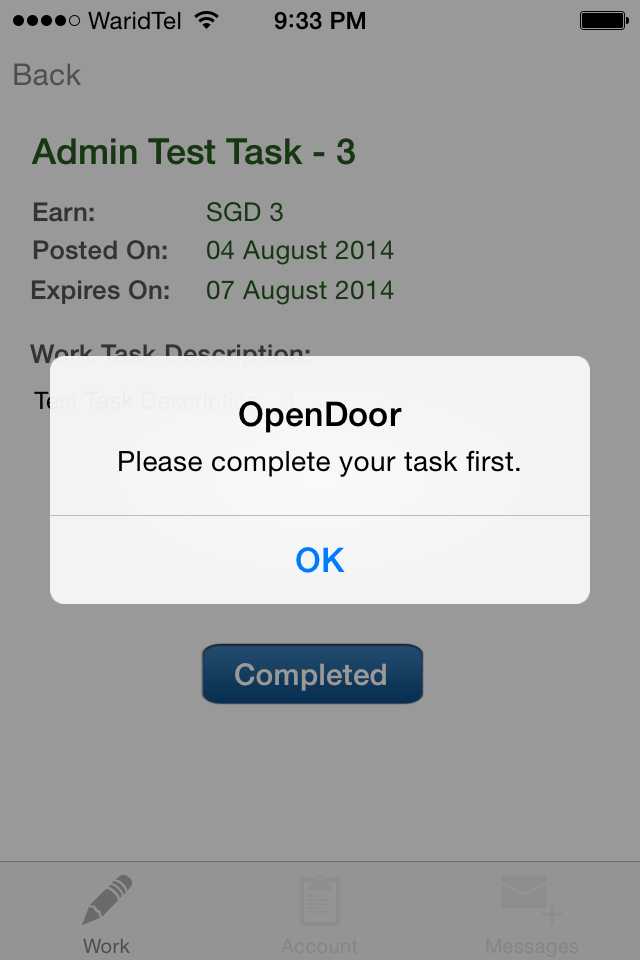 WaridTel 9:33 PM
Back
Admin Test Task - 3
Earn: SGD 3
Posted On: 04 August 2014
Expires On: 07 August 2014
Work Task Description:
Test Task Description - 3
OpenDoor
Please complete your task first.
OK
Completed
Work Account Messages